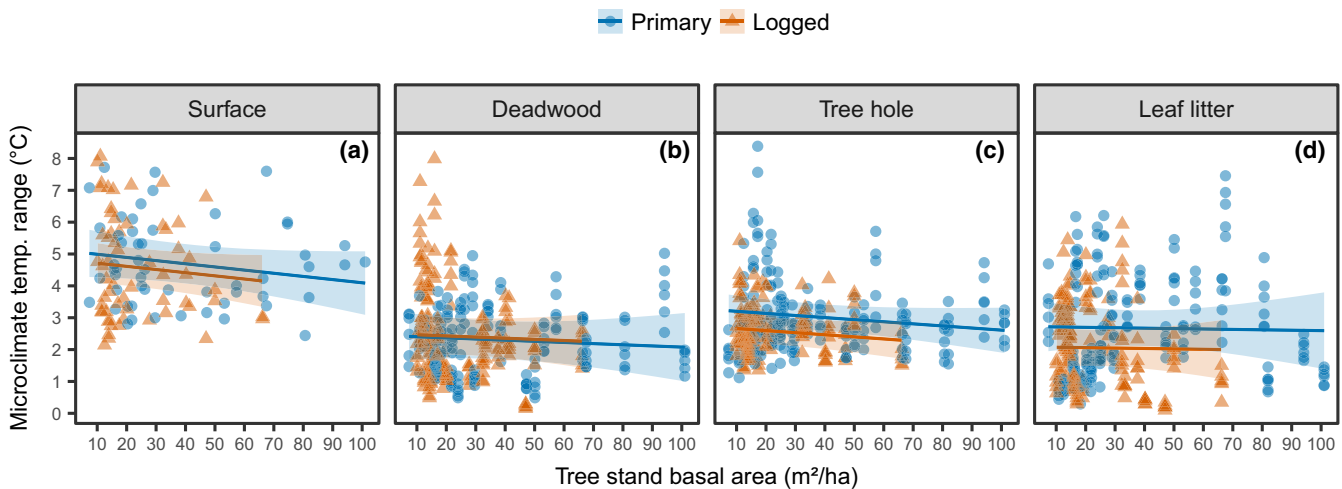 Primary Logged
Surface Deadwood Tree hole Leaf litter
Microclimate temp. range (°C)
(a) (b) (c) (d)
8
7
6
5
4
3
2
1
0
10 20 30 40 50 60 70 80 90 100 10 20 30 40 50 60 70 80 90 100 10 20 30 40 50 60 70 80 90 100 10 20 30 40 50 60 70 80 90 100
Tree stand basal area (m²/ha)